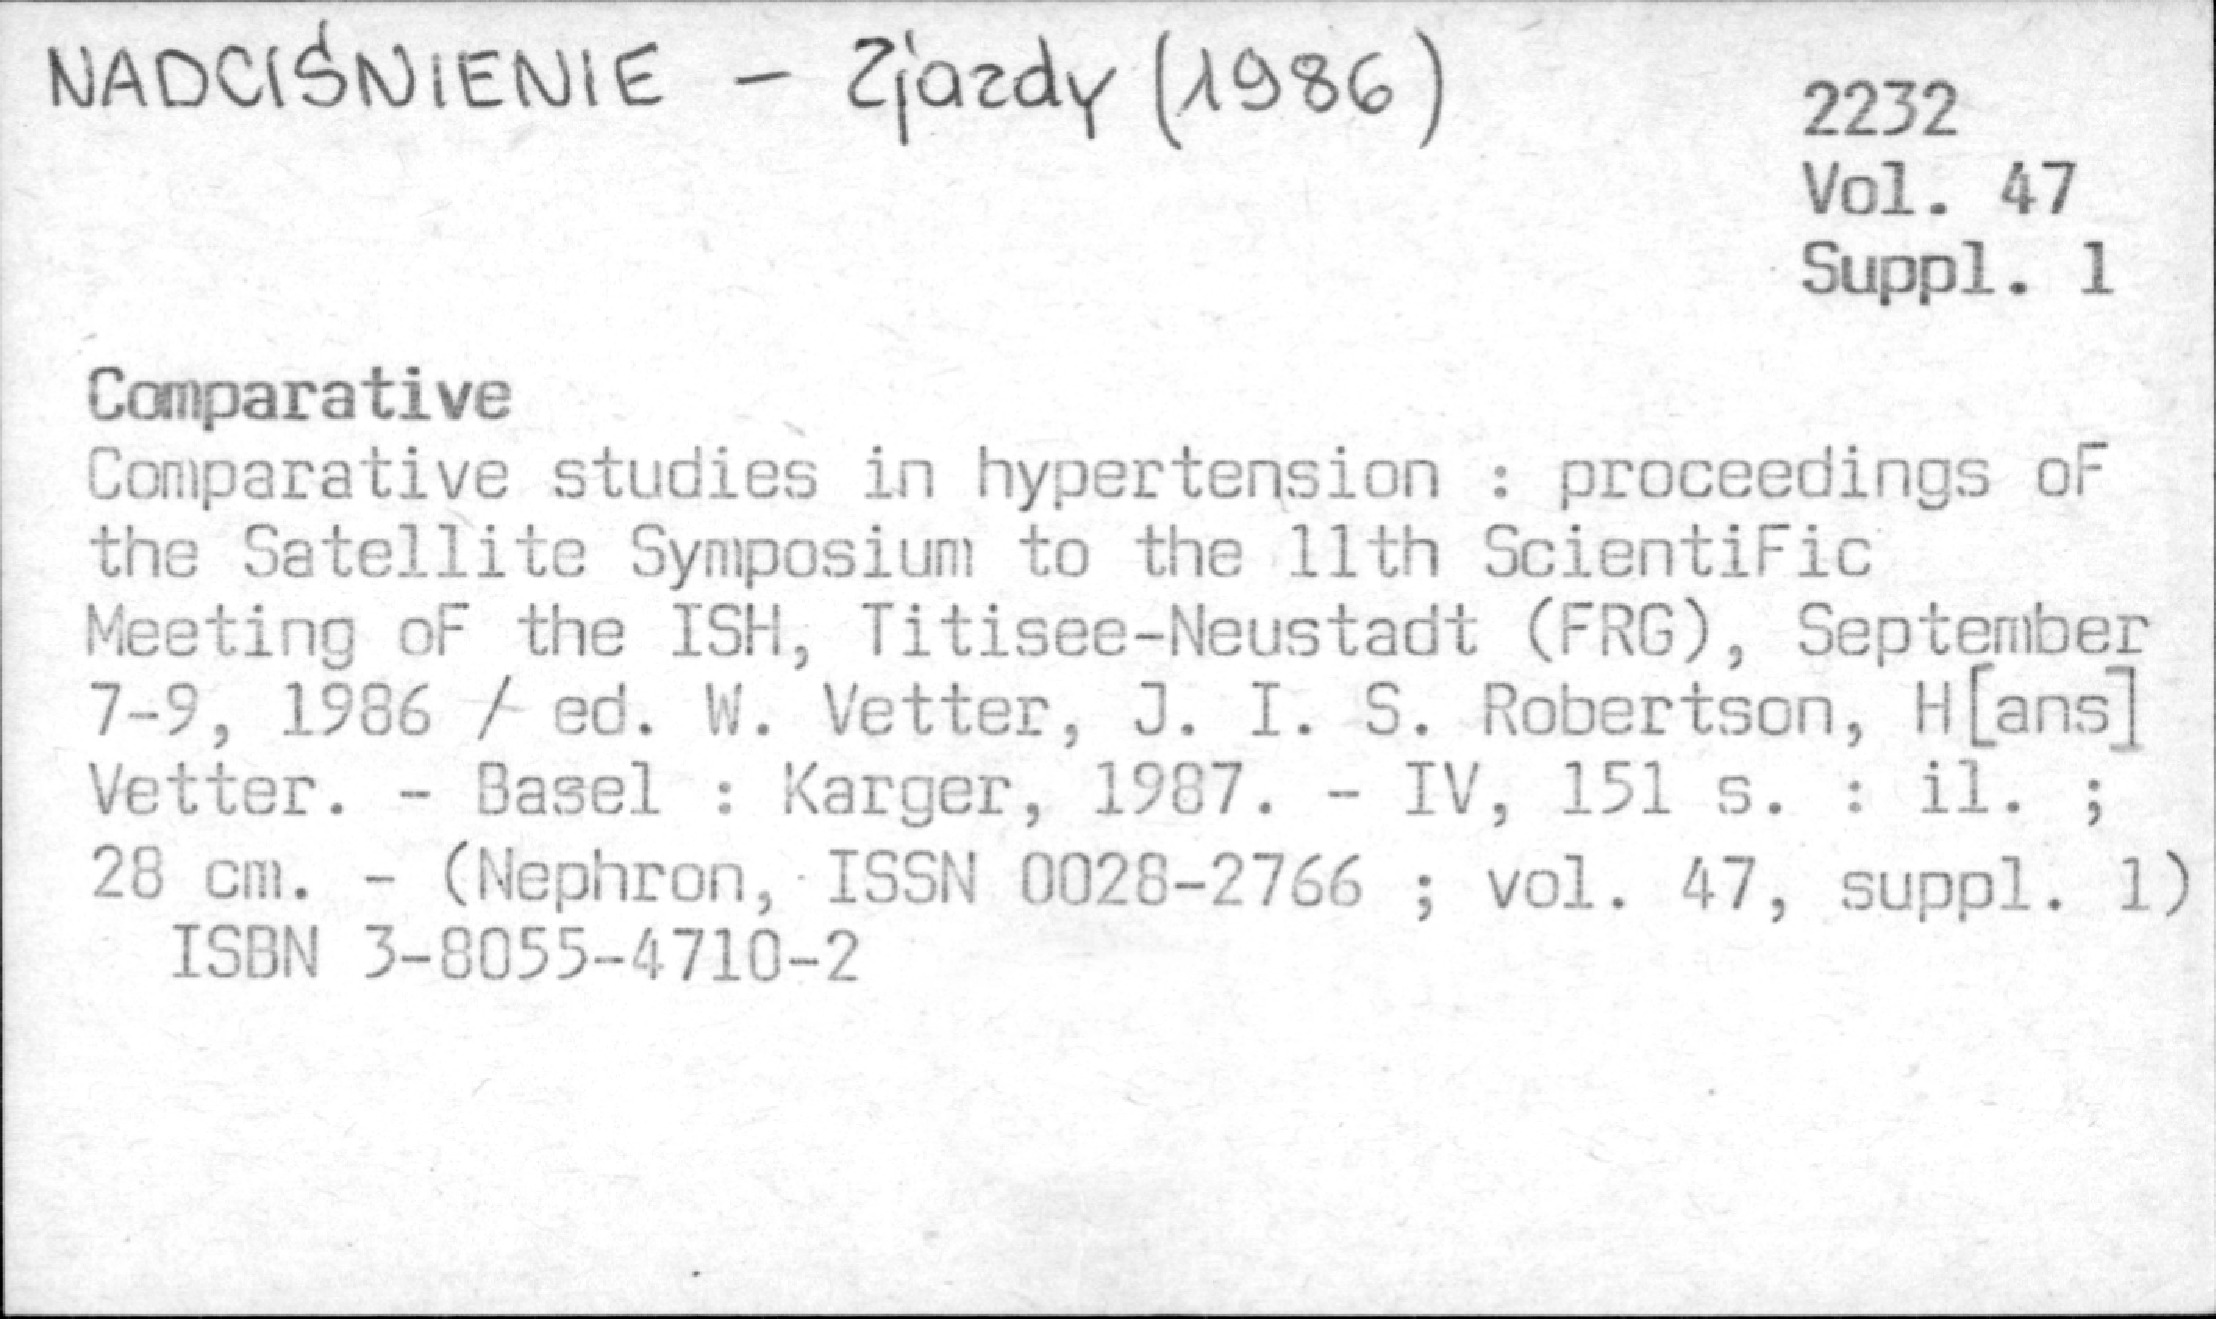 NADCIŚNIENIE – Zjazdy (1986)
2232
Vol. 47
Suppl. 1
Comparative
Comparative studies in hypertension : proceedings of
the Satellite Symposium to the 11th Scientific
Meeting of the ISH, Titisee-Neustadt (FRG), September
7-9, 1986 / ed. W. Vetter, J. I. S. Robertson, H[ans]
Vetter. - Basel : Karger, 1987. - IV, 151 s. : il. ;
28 cm. - (Nephron, ISSN 0028-2766 ; vol. 47, suppl. 1)
ISBN 3-8055-4710-2